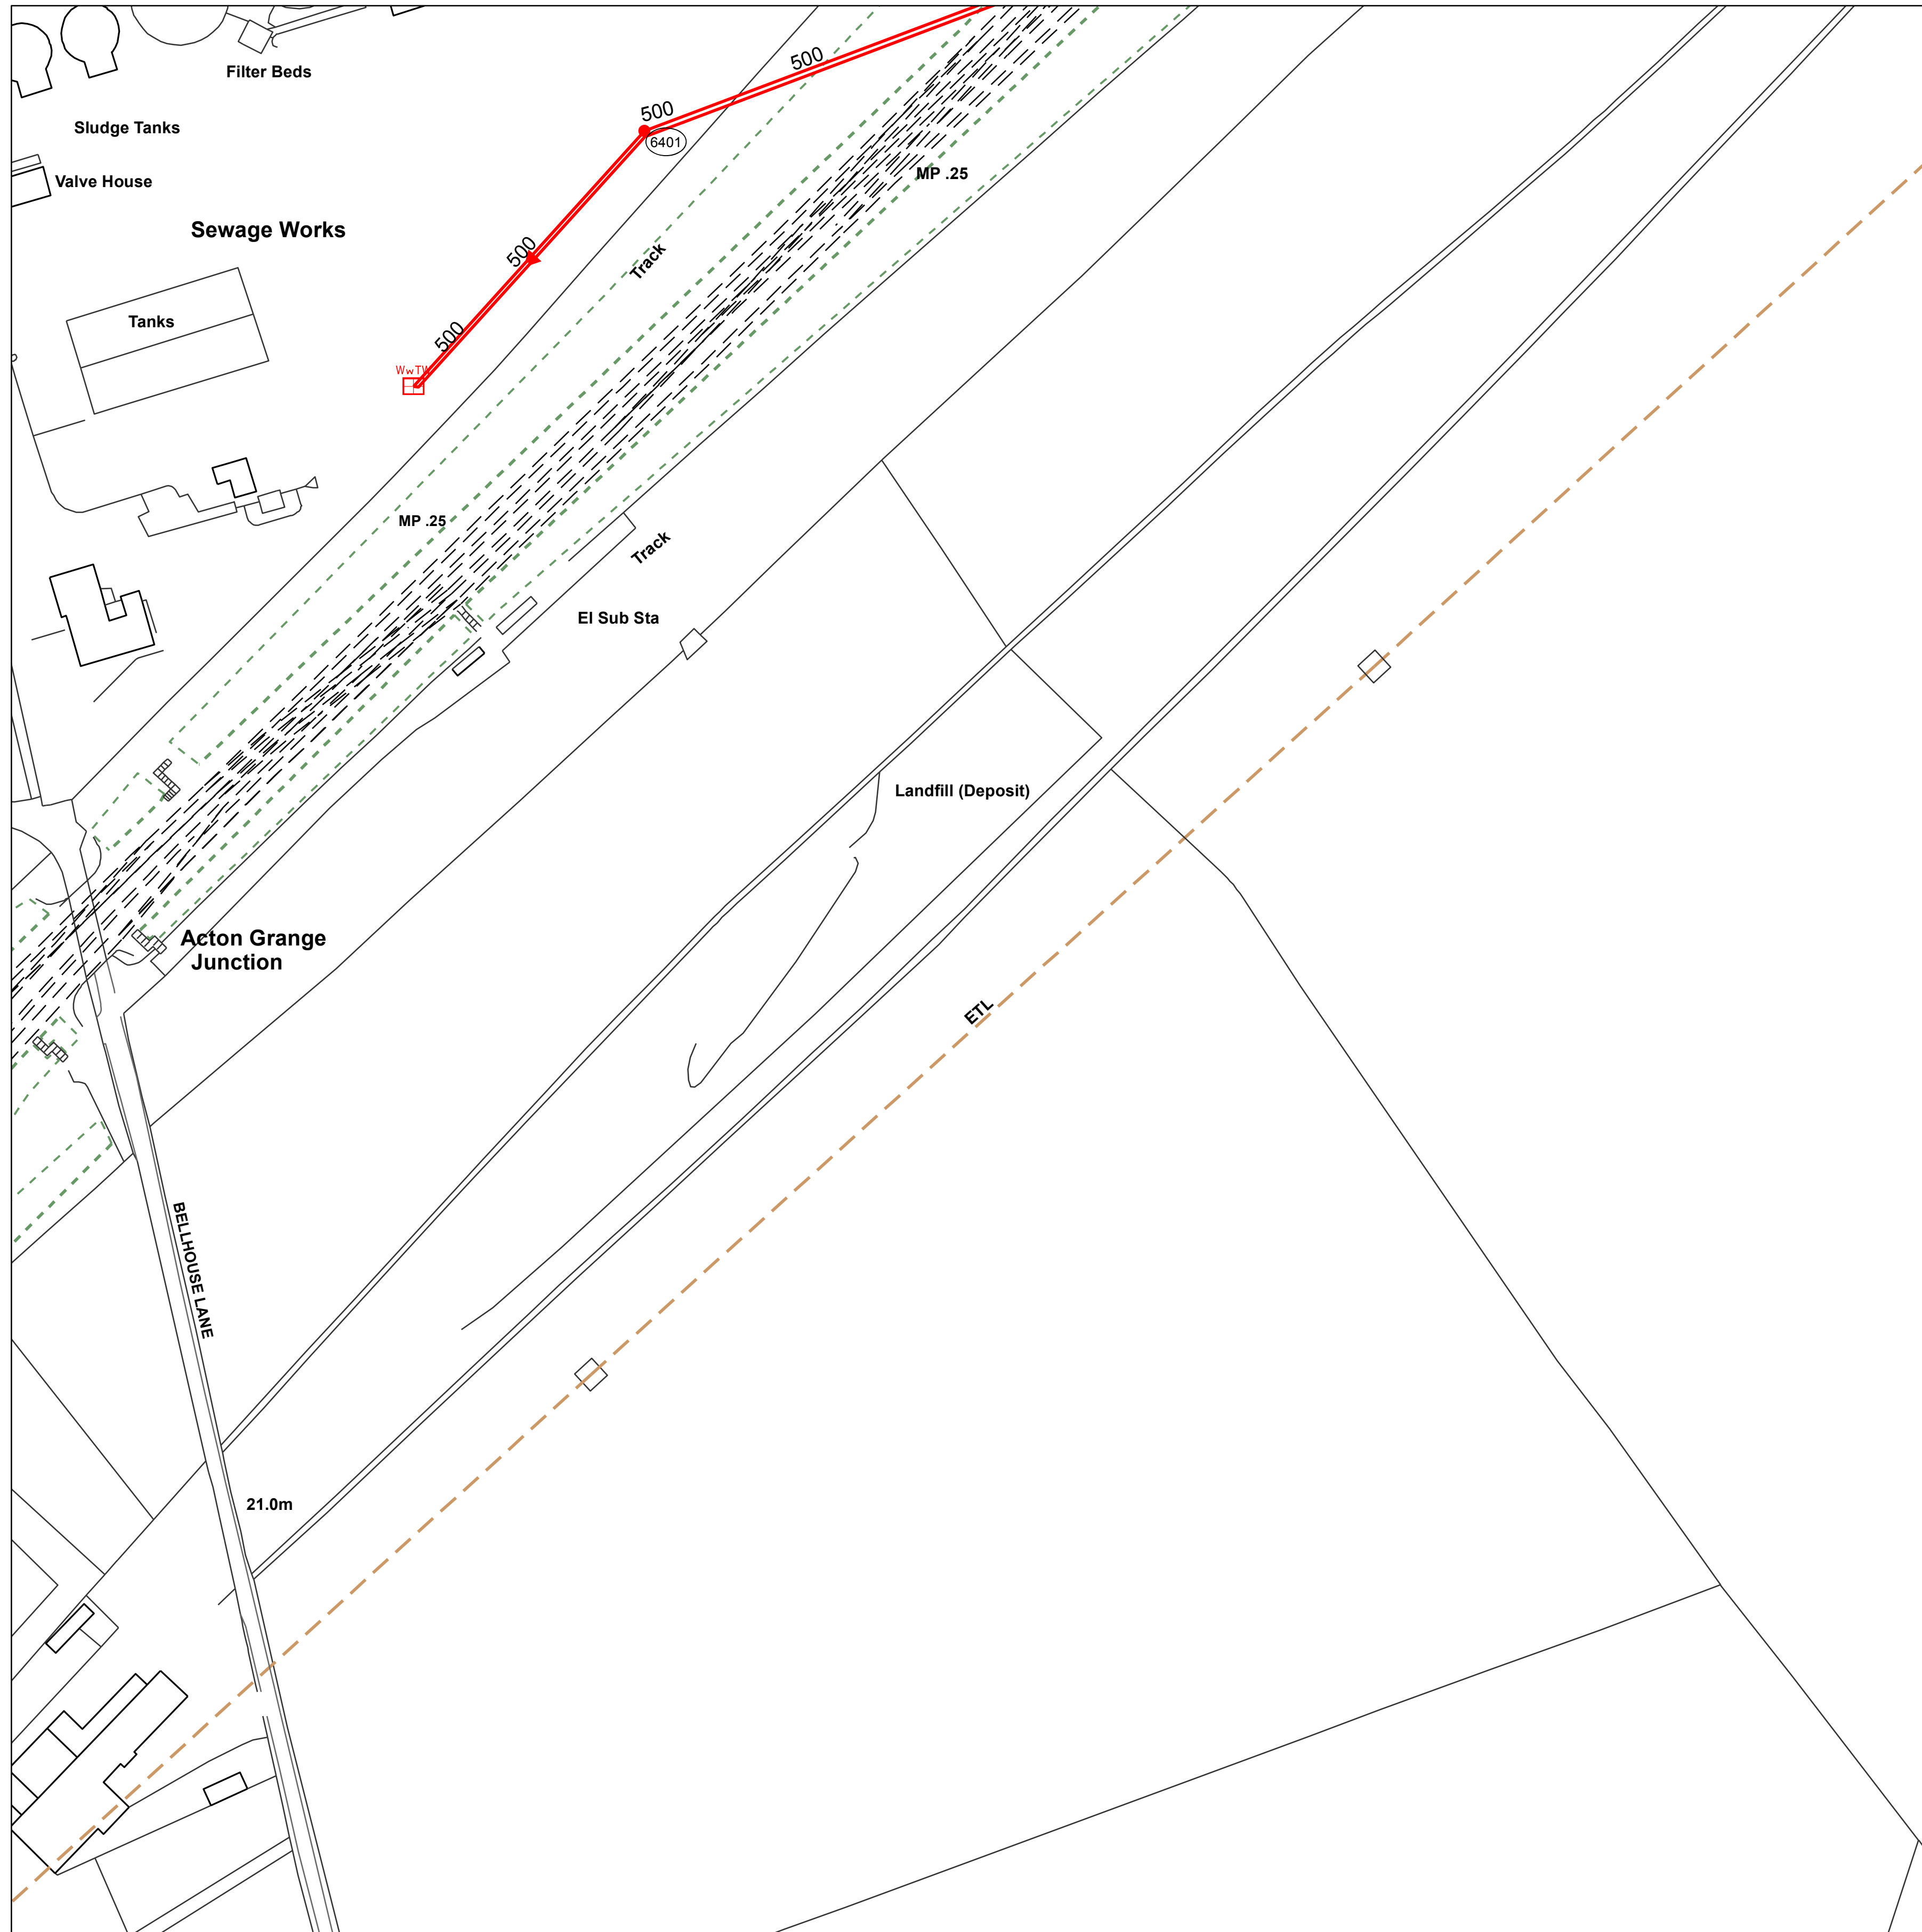 500
Filter Beds
500
6401
Sludge Tanks
MP .25
Valve House
Sewage Works
500
Track
Tanks
500
WwTW
MP .25
Track
El Sub Sta
Landfill (Deposit)
Acton Grange
Junction
ETL
BELLHOUSE LANE
21.0m